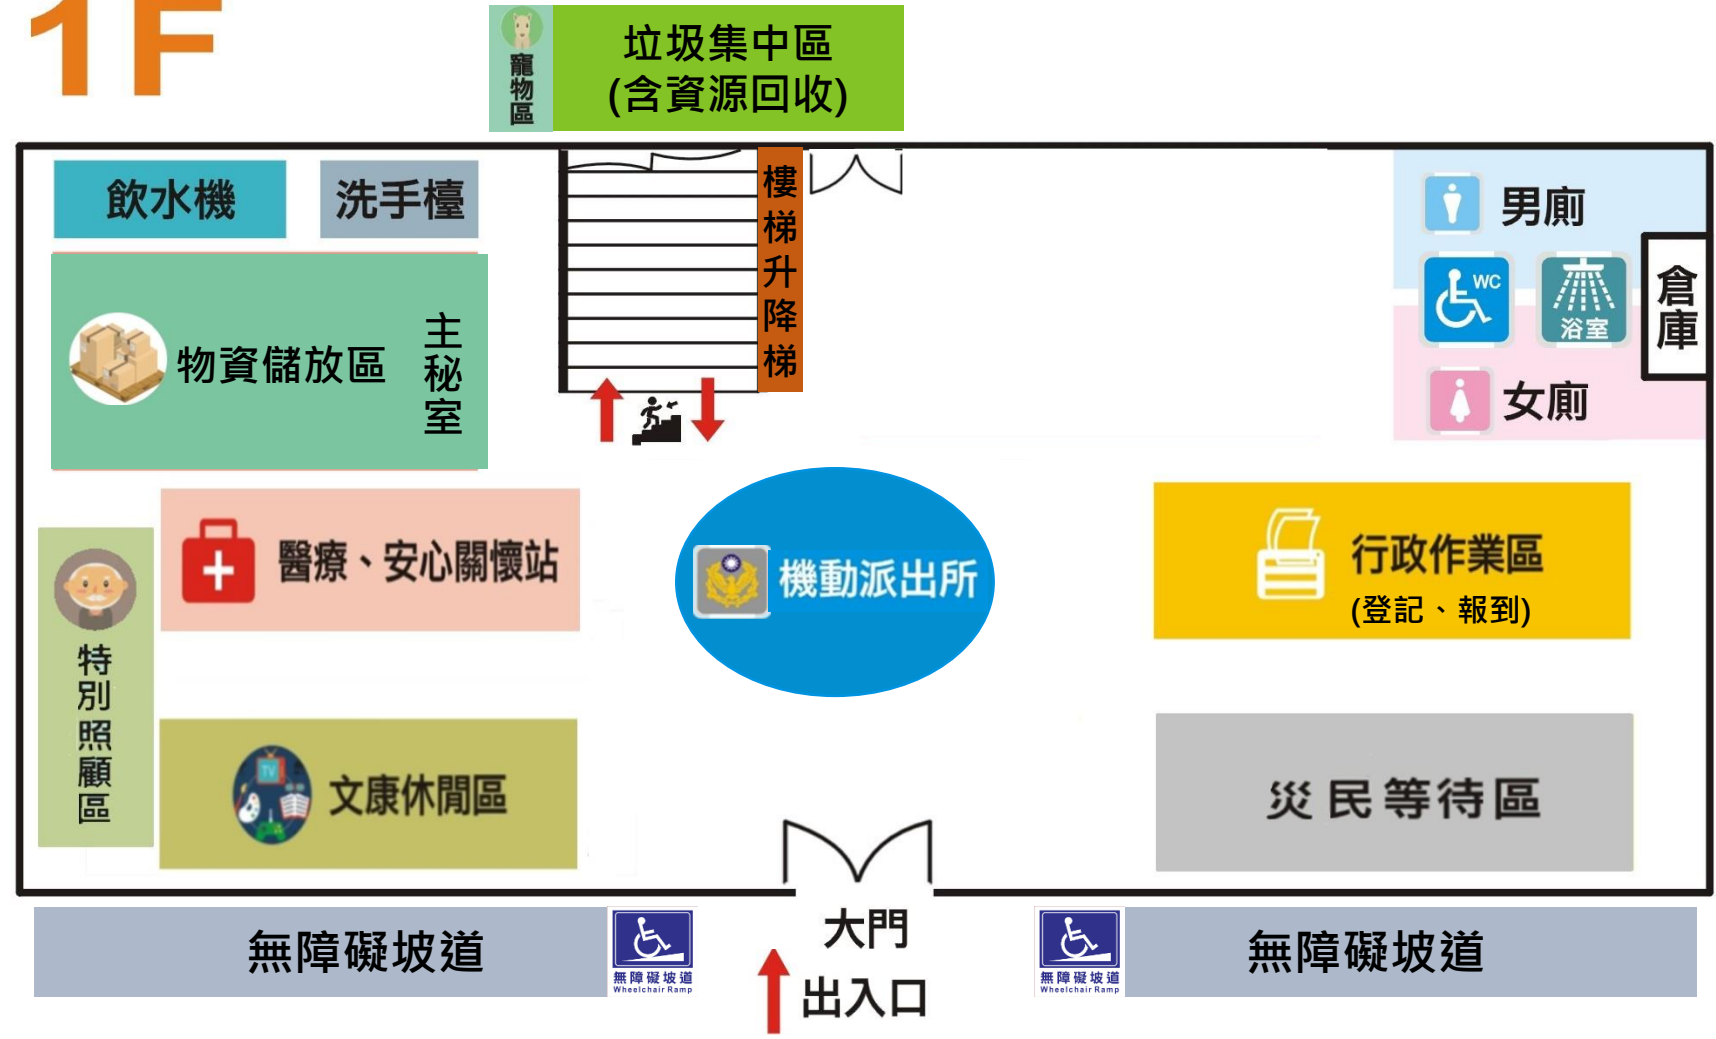 1F
寵物區
垃圾集中區
(含資源回收)
飲水機
洗手檯
樓梯升降梯
男廁
WC
浴室
倉庫
女廁
物資儲放區
主秘室
醫療、安心關懷站
機動派出所
行政作業區
(登記、報到)
特別照顧區
TV
文康休閒區
災民等待區
無障礙坡道
無障礙坡道
Wheelchair Ramp
大門
出入口
無障礙坡道
Wheelchair Ramp
無障礙坡道